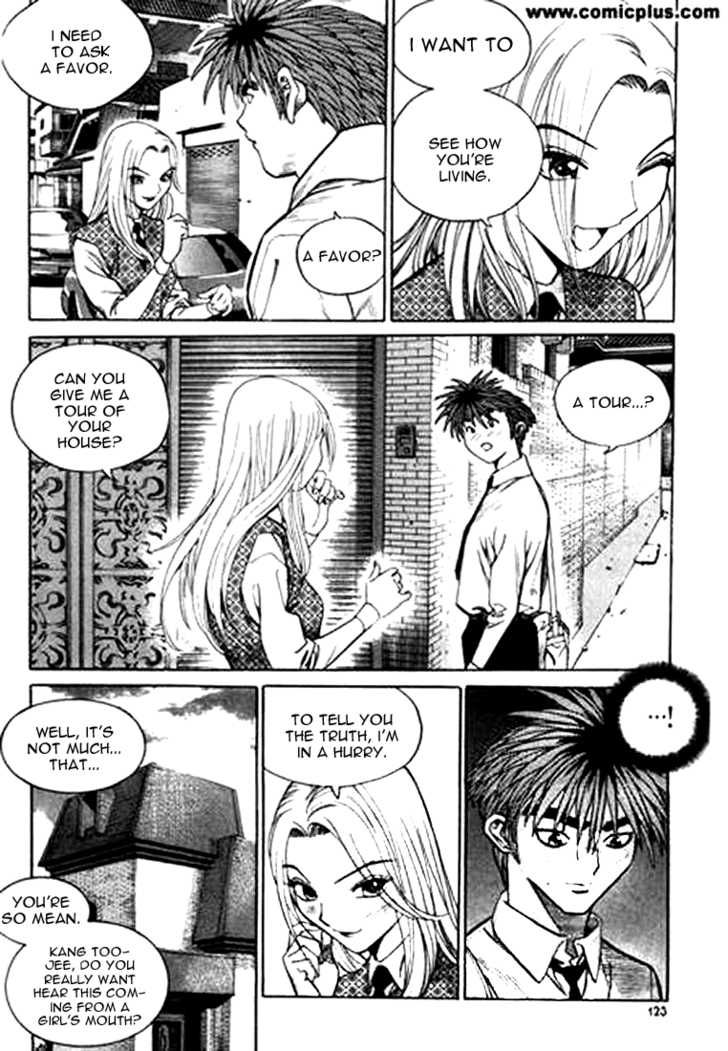 www.comicplus.com
I NEED
TO ASK
A FAVOR.
A FAVOR?
I WANT TO
SEE HOW
YOU'RE
LIVING.
CAN YOU
GIVE ME A
TOUR OF
YOUR
HOUSE?
A TOUR...?
WELL, IT'S
NOT MUCH...
THAT...
YOU'RE
SO MEAN.
KANG TOO-
JEE, DO YOU
REALLY WANT
HEAR THIS COM-
ING FROM A
GIRL'S MOUTH?
TO TELL YOU
THE TRUTH, I'M
IN A HURRY.
...!
123